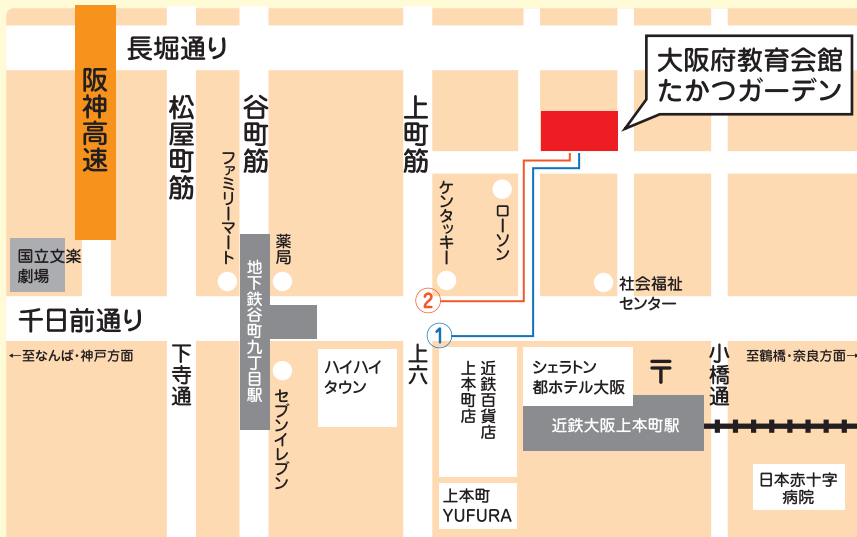 長堀通り
大阪府教育会館
たかつガーデン
阪神高速
松屋町筋
谷町筋
上町筋
ファミリーマート
薬局
ケンタッキー
ローソン
国立文楽
劇場
地下鉄谷町九丁目駅
②
社会福祉
センター
千日前通り
①
←至なんば・神戸方面
下寺通
セブンイレブン
ハイハイ
タウン
上六
近鉄百貨店
上本町店
シェラトン
都ホテル大阪
〒
小橋通
至鶴橋・奈良方面→
近鉄大阪上本町駅
日本赤十字
病院
上本町
YUFURA